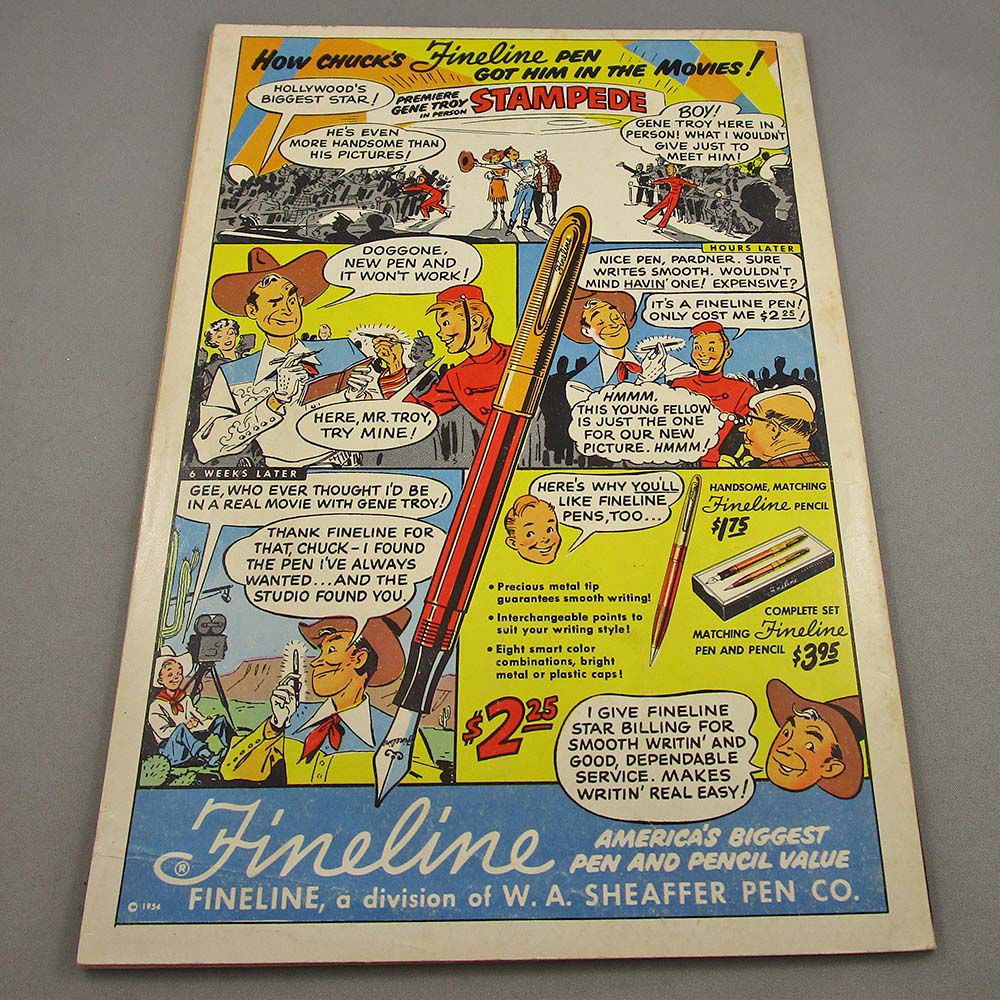 HOW CHUCK'S Fineline PEN
GOT HIM IN THE MOVIES!
HOLLYWOOD'S
BIGGEST STAR!
PREMIERE
GENE TROY
IN PERSON
STAMPEDE
HE'S EVEN
MORE HANDSOME THAN
HIS PICTURES!
BOY!
GENE TROY HERE IN
PERSON! WHAT I WOULDN'T
GIVE JUST TO
MEET HIM!
DOGGONE,
NEW PEN AND
IT WON'T WORK!
HERE, MR. TROY,
TRY MINE!
Fineline
HOURS LATER
NICE PEN, PARDNER. SURE
WRITES SMOOTH. WOULDN'T
MIND HAVIN' ONE! EXPENSIVE?
IT'S A FINELINE PEN!
ONLY COST ME $2 25!
HMMM,
THIS YOUNG FELLOW
IS JUST THE ONE
FOR OUR NEW
PICTURE. HMMM!
6 WEEKS LATER
GEE, WHO EVER THOUGHT I'D BE
IN A REAL MOVIE WITH GENE TROY!
THANK FINELINE FOR
THAT, CHUCK - I FOUND
THE PEN I'VE ALWAYS
WANTED... AND THE
STUDIO FOUND YOU.
Fineline
HERE'S WHY YOU'LL
LIKE FINELINE
PENS, TOO...
HANDSOME, MATCHING
Fineline PENCIL
$1 75
• Precious metal tip
guarantees smooth writing!
• Interchangeable points to
suit your writing style!
• Eight smart color
combinations, bright
metal or plastic caps!
Fineline
COMPLETE SET
MATCHING Fineline
PEN AND PENCIL $3 95
$2 25
I GIVE FINELINE
STAR BILLING FOR
SMOOTH WRITIN' AND
GOOD, DEPENDABLE
SERVICE. MAKES
WRITIN' REAL EASY!
Fineline ®
AMERICA'S BIGGEST
PEN AND PENCIL VALUE
FINELINE, a division of W. A. SHEAFFER PEN CO.
© 1954